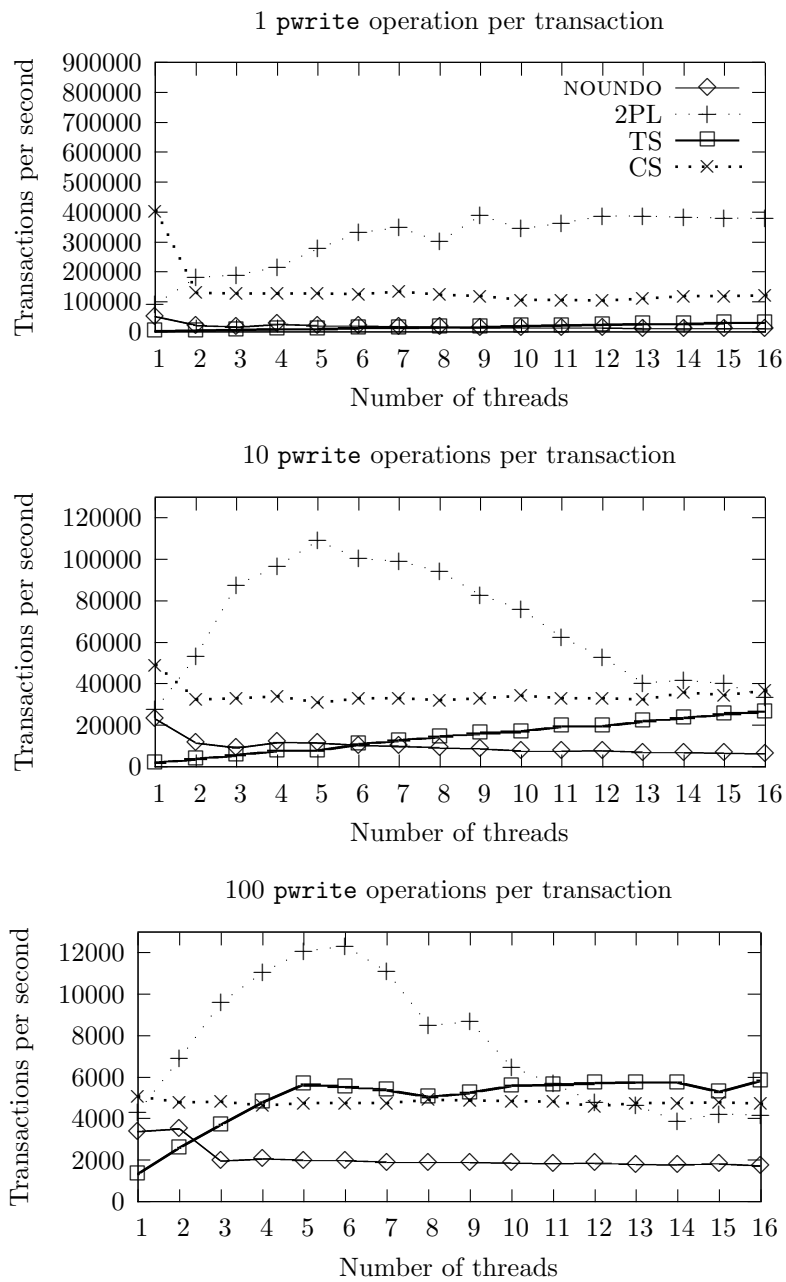 1 pwrite operation per transaction
Transactions per second
900000
800000
700000
600000
500000
400000
300000
200000
100000
0
NOUNDO
2PL
TS
CS
1 2 3 4 5 6 7 8 9 10 11 12 13 14 15 16
Number of threads
10 pwrite operations per transaction
Transactions per second
120000
100000
80000
60000
40000
20000
0
1 2 3 4 5 6 7 8 9 10 11 12 13 14 15 16
Number of threads
100 pwrite operations per transaction
Transactions per second
12000
10000
8000
6000
4000
2000
0
1 2 3 4 5 6 7 8 9 10 11 12 13 14 15 16
Number of threads